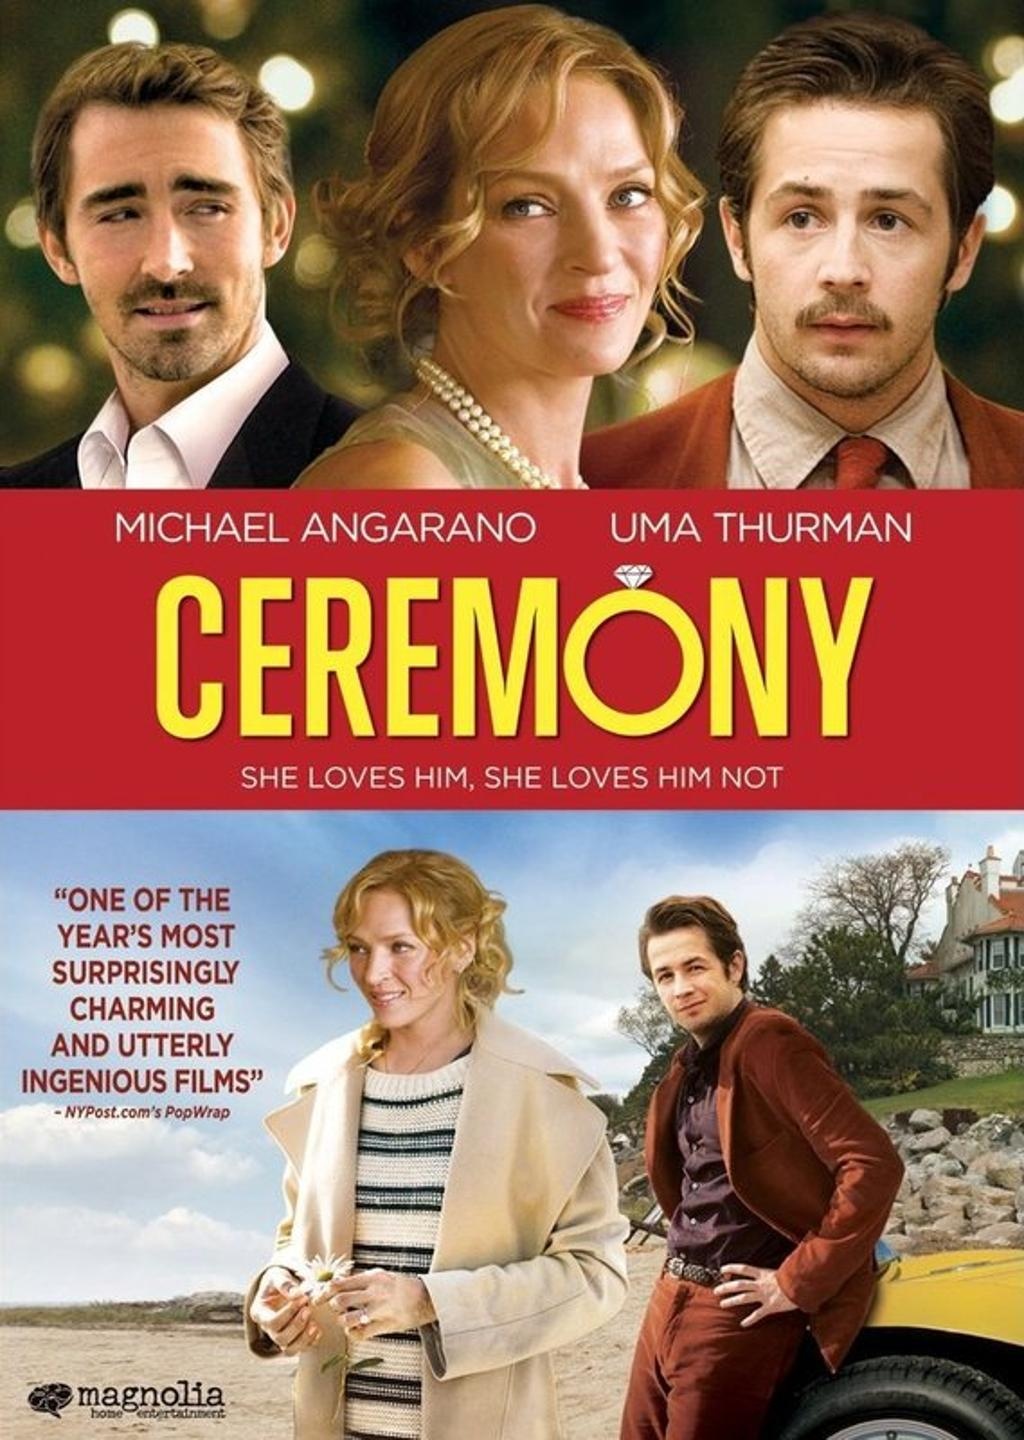 MICHAEL ANGARANO UMA THURMAN
CEREMONY
SHE LOVES HIM, SHE LOVES HIM NOT
“ONE OF THE
YEAR’S MOST
SURPRISINGLY
CHARMING
AND UTTERLY
INGENIOUS FILMS”
– NYPost.com’s PopWrap
magnolia
home entertainment